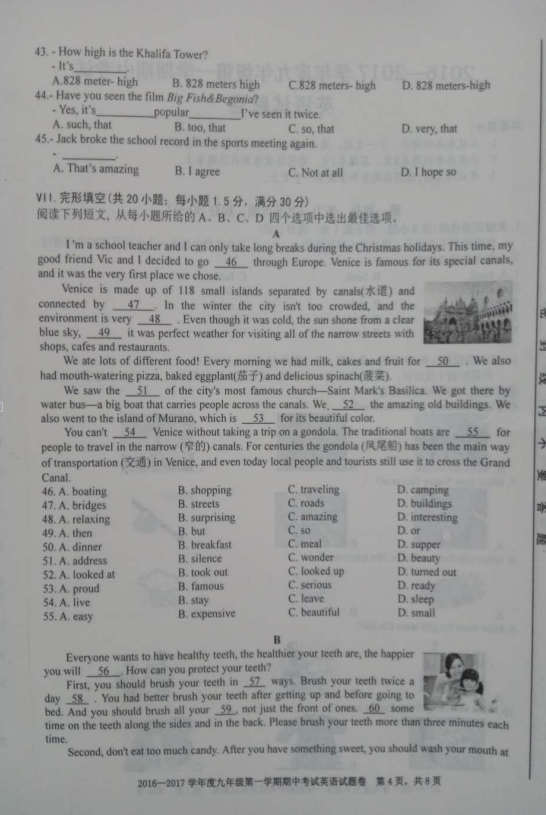 43. - How high is the Khalifa Tower?
- It's
A.828 meter- high B. 828 meters high C.828 meters- high D. 828 meters-high
44.- Have you seen the film Big Fish&Begonia?
- Yes, it's popular I've seen it twice.
A. such, that B. too, that C. so, that D. very, that
45.- Jack broke the school record in the sports meeting again.
- .
A. That's amazing B. I agree C. Not at all D. I hope so
VII. 完形填空(共 20 小题;每小题 1.5 分,满分 30 分)
阅读下列短文,从每小题所给的 A、B、C、D 四个选项中选出最佳选项。
A
I 'm a school teacher and I can only take long breaks during the Christmas holidays. This time, my
good friend Vic and I decided to go 46 through Europe. Venice is famous for its special canals,
and it was the very first place we chose.
Venice is made up of 118 small islands separated by canals(水道) and
connected by 47 . In the winter the city isn't too crowded, and the
environment is very 48 . Even though it was cold, the sun shone from a clear
blue sky, 49 it was perfect weather for visiting all of the narrow streets with
shops, cafes and restaurants.
We ate lots of different food! Every morning we had milk, cakes and fruit for 50 . We also
had mouth-watering pizza, baked eggplant(茄子) and delicious spinach(菠菜).
We saw the 51 of the city's most famous church—Saint Mark's Basilica. We got there by
water bus—a big boat that carries people across the canals. We 52 the amazing old buildings. We
also went to the island of Murano, which is 53 for its beautiful color.
You can't 54 Venice without taking a trip on a gondola. The traditional boats are 55 for
people to travel in the narrow (窄的) canals. For centuries the gondola (凤尾船) has been the main way
of transportation (交通) in Venice, and even today local people and tourists still use it to cross the Grand
Canal.
46. A. boating B. shopping C. traveling D. camping
47. A. bridges B. streets C. roads D. buildings
48. A. relaxing B. surprising C. amazing D. interesting
49. A. then B. but C. so D. or
50. A. dinner B. breakfast C. meal D. supper
51. A. address B. silence C. wonder D. beauty
52. A. looked at B. took out C. looked up D. turned out
53. A. proud B. famous C. serious D. ready
54. A. live B. stay C. leave D. sleep
55. A. easy B. expensive C. beautiful D. small
B
Everyone wants to have healthy teeth, the healthier your teeth are, the happier
you will 56 . How can you protect your teeth?
First, you should brush your teeth in 57 ways. Brush your teeth twice a
day 58 . You had better brush your teeth after getting up and before going to
bed. And you should brush all your 59 , not just the front of ones. 60 some
time on the teeth along the sides and in the back. Please brush your teeth more than three minutes each
time.
Second, don't eat too much candy. After you have something sweet, you should wash your mouth at
2016—2017 学年度九年级第一学期期中考试英语试题卷 第 4 页,共 8 页